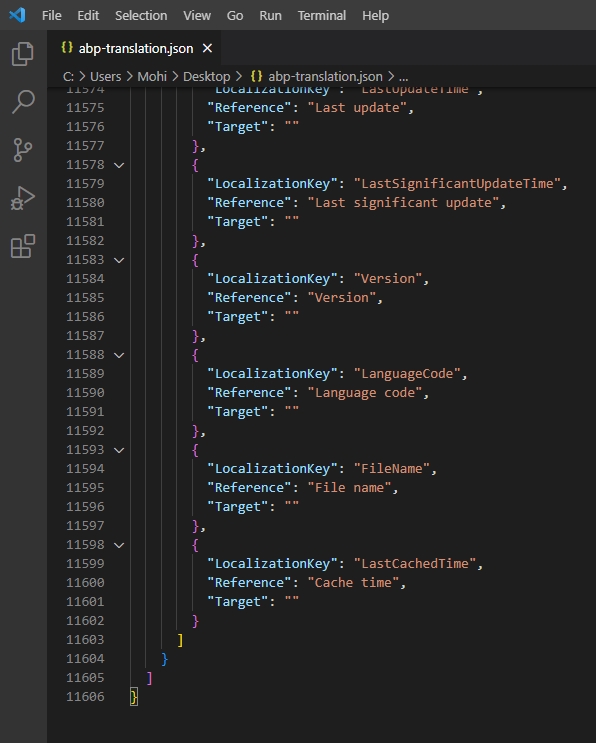 File Edit Selection View Go Run Terminal Help
{} abp-translation.json ×
C: > Users > Mohi > Desktop > {} abp-translation.json > ...
11574 "LocalizationKey": "LastUpdateTime",
11575 "Reference": "Last update",
11576 "Target": ""
11577 },
11578 {
11579 "LocalizationKey": "LastSignificantUpdateTime",
11580 "Reference": "Last significant update",
11581 "Target": ""
11582 },
11583 {
11584 "LocalizationKey": "Version",
11585 "Reference": "Version",
11586 "Target": ""
11587 },
11588 {
11589 "LocalizationKey": "LanguageCode",
11590 "Reference": "Language code",
11591 "Target": ""
11592 },
11593 {
11594 "LocalizationKey": "FileName",
11595 "Reference": "File name",
11596 "Target": ""
11597 },
11598 {
11599 "LocalizationKey": "LastCachedTime",
11600 "Reference": "Cache time",
11601 "Target": ""
11602 }
11603 ]
11604 }
11605 ]
11606 }